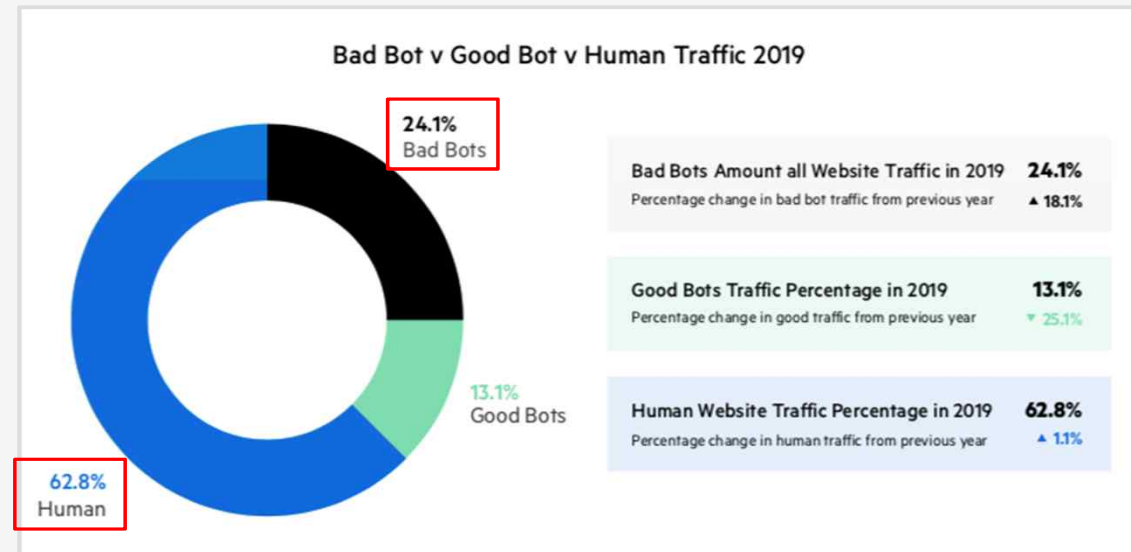 Bad Bot v Good Bot v Human Traffic 2019
24.1%
Bad Bots
13.1%
Good Bots
62.8%
Human
Bad Bots Amount all Website Traffic in 2019 24.1%
Percentage change in bad bot traffic from previous year ▲ 18.1%
Good Bots Traffic Percentage in 2019 13.1%
Percentage change in good traffic from previous year ▼ 25.1%
Human Website Traffic Percentage in 2019 62.8%
Percentage change in human traffic from previous year ▲ 1.1%